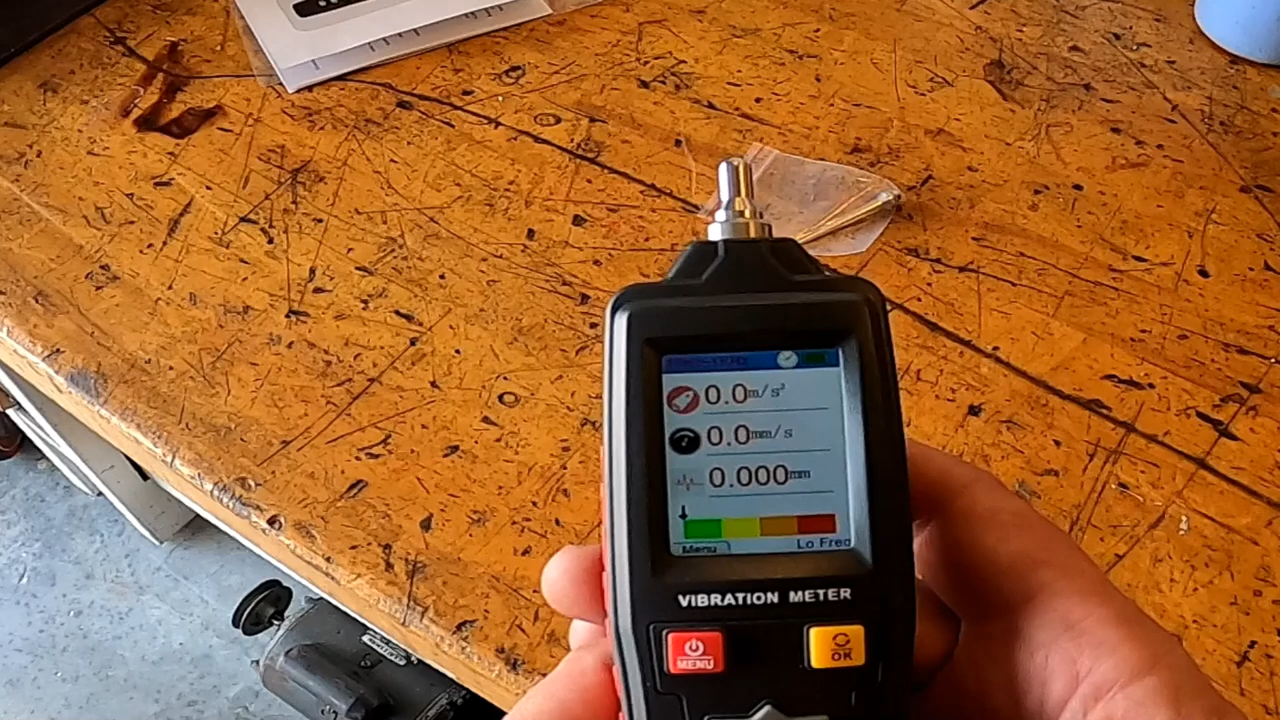 0.0m/s²
0.0mm/s
0.000mm
Menu Lo Freq
VIBRATION METER
MENU OK